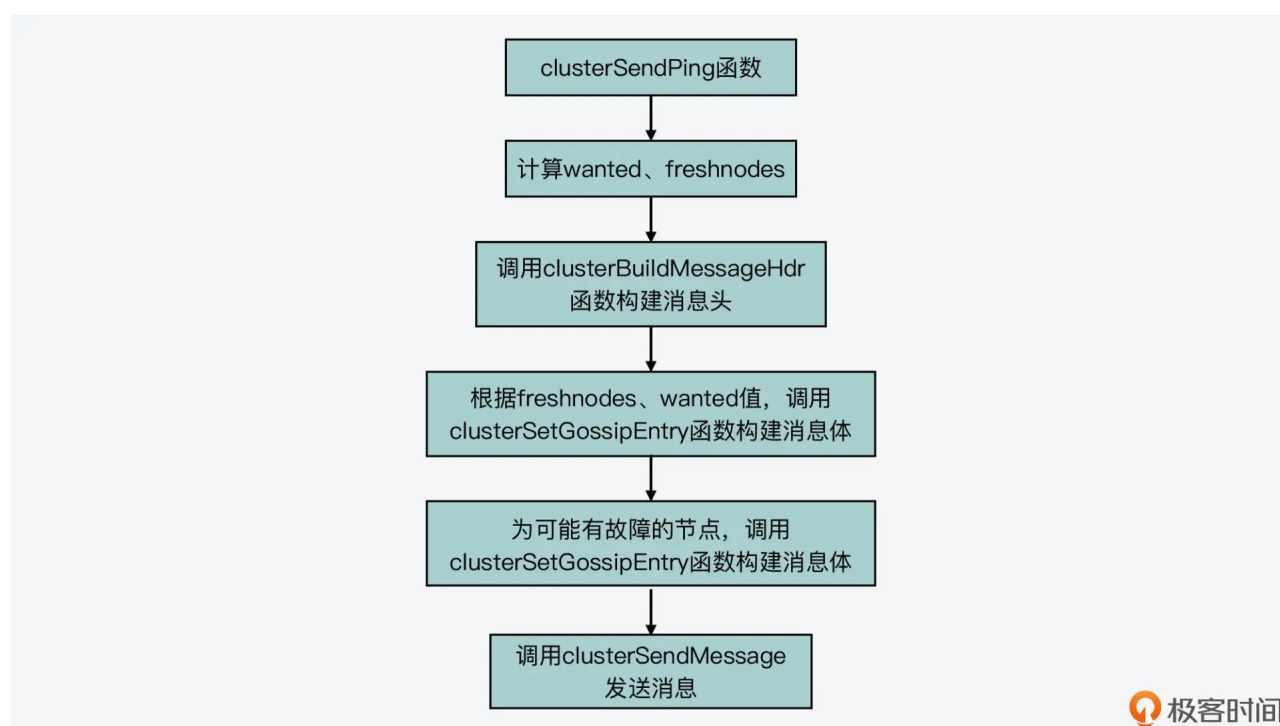 clusterSendPing函数
计算wanted、freshnodes
调用clusterBuildMessageHdr
函数构建消息头
根据freshnodes、wanted值，调用
clusterSetGossipEntry函数构建消息体
为可能有故障的节点，调用
clusterSetGossipEntry函数构建消息体
调用clusterSendMessage
发送消息
极客时间